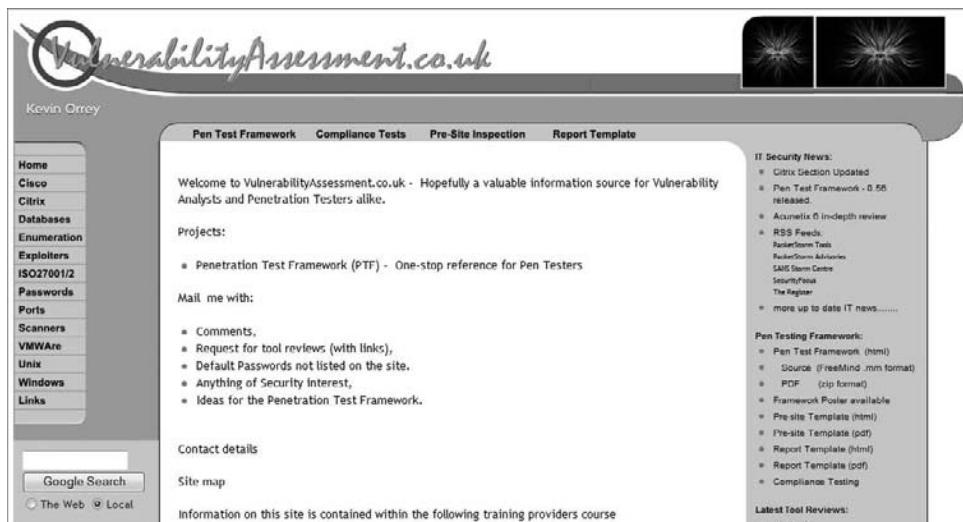 VulnerabilityAssessment.co.uk
Kevin Orrey
Pen Test Framework Compliance Tests Pre-Site Inspection Report Template
Home
Cisco
Citrix
Databases
Enumeration
Exploiters
ISO27001/2
Passwords
Ports
Scanners
VMWAre
Unix
Windows
Links
Google Search
The Web Local
Welcome to VulnerabilityAssessment.co.uk - Hopefully a valuable information source for Vulnerability
Analysts and Penetration Testers alike.
Projects:
Penetration Test Framework (PTF) - One-stop reference for Pen Testers
Mail me with:
Comments,
Request for tool reviews (with links),
Default Passwords not listed on the site.
Anything of Security interest,
Ideas for the Penetration Test Framework.
Contact details
Site map
Information on this site is contained within the following training providers course
IT Security News:
Citrix Section Updated
Pen Test Framework - 0.56
released.
Acunetix 6 in-depth review
RSS Feeds:
PacketStorm Tools
PacketStorm Advisories
SANS Storm Centre
SecurityFocus
The Register
more up to date IT news.......
Pen Testing Framework:
Pen Test Framework (html)
Source (FreeMind .mm format)
PDF (zip format)
Framework Poster available
Pre-site Template (html)
Pre-site Template (pdf)
Report Template (html)
Report Template (pdf)
Compliance Testing
Latest Tool Reviews: